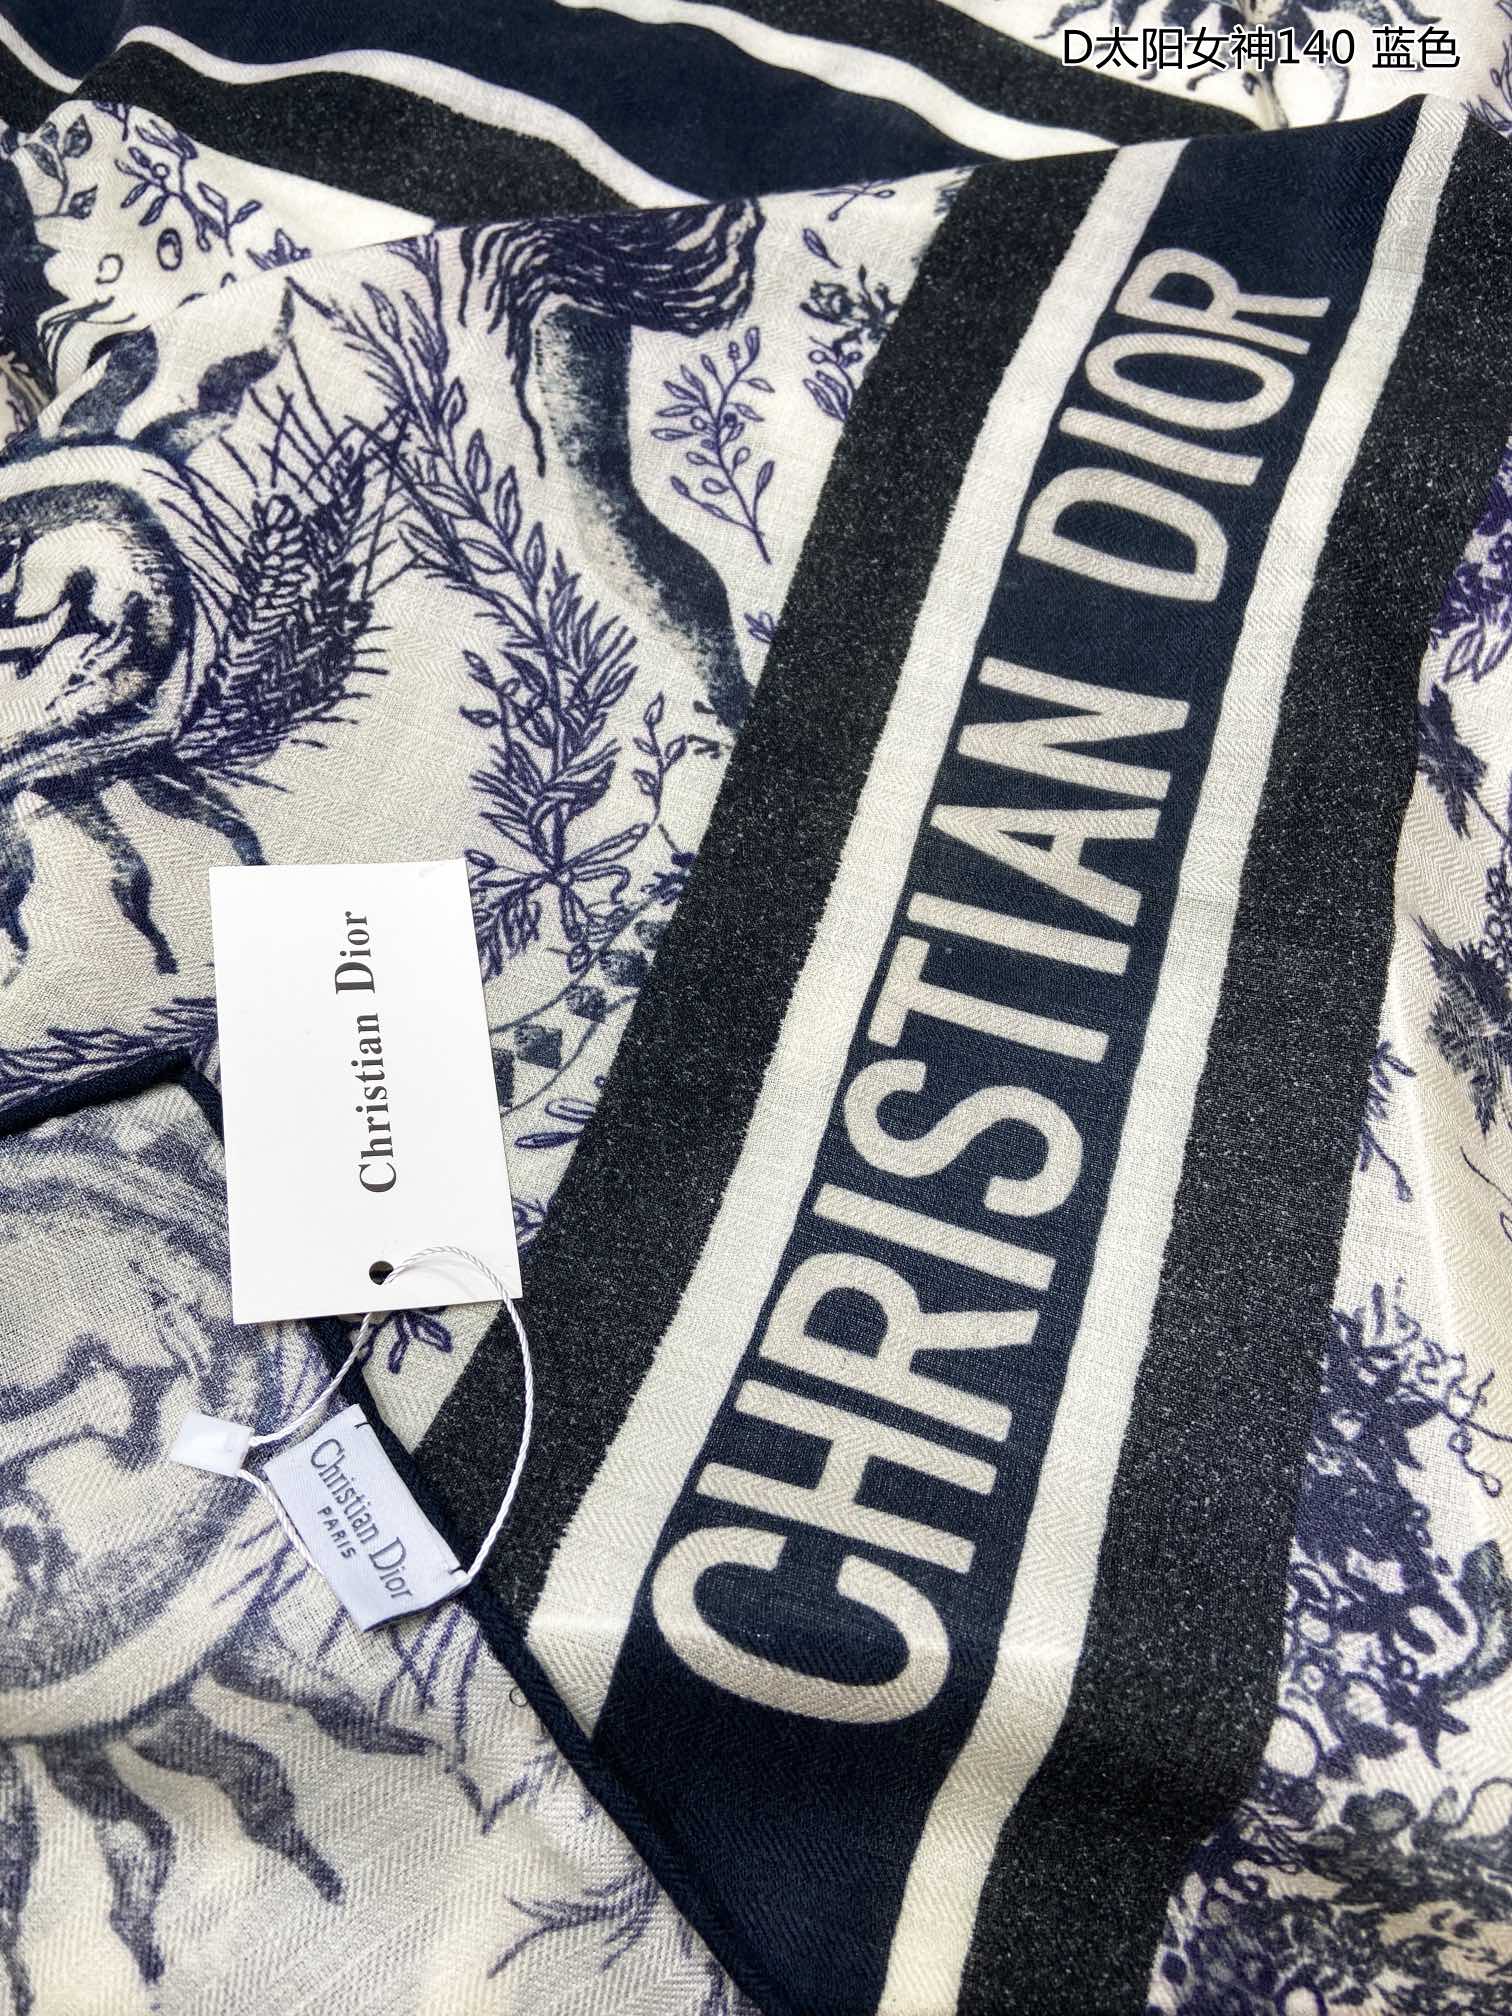 D太阳女神140 蓝色
CHRISTIAN DIOR
Christian Dior
Christian Dior
PARIS